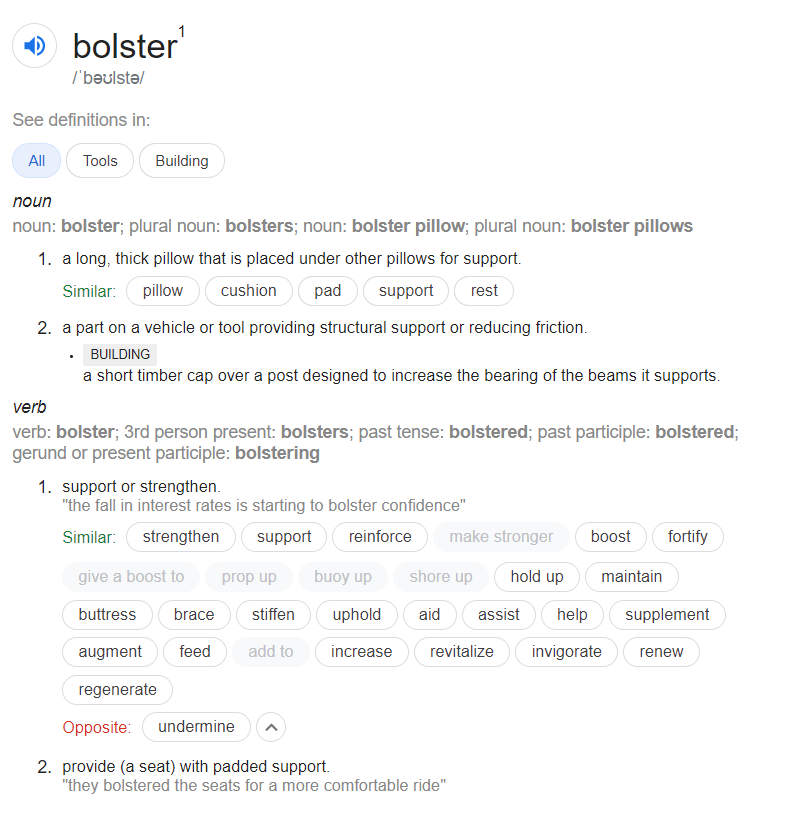 bolster¹
/ˈbəʊlstə/
See definitions in:
All Tools Building
noun
noun: bolster; plural noun: bolsters; noun: bolster pillow; plural noun: bolster pillows
1. a long, thick pillow that is placed under other pillows for support.
Similar: pillow cushion pad support rest
2. a part on a vehicle or tool providing structural support or reducing friction.
• BUILDING
a short timber cap over a post designed to increase the bearing of the beams it supports.
verb
verb: bolster; 3rd person present: bolsters; past tense: bolstered; past participle: bolstered;
gerund or present participle: bolstering
1. support or strengthen.
"the fall in interest rates is starting to bolster confidence"
Similar: strengthen support reinforce make stronger boost fortify
give a boost to prop up buoy up shore up hold up maintain
buttress brace stiffen uphold aid assist help supplement
augment feed add to increase revitalize invigorate renew
regenerate
Opposite: undermine
2. provide (a seat) with padded support.
"they bolstered the seats for a more comfortable ride"